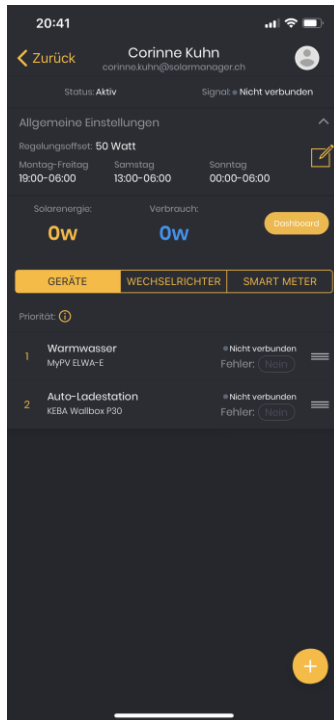 20:41
Zurück
Corinne Kuhn
corinne.kuhn@solarmanager.ch
Status: Aktiv
Signal: Nicht verbunden
Allgemeine Einstellungen
Regelungsoffset: 50 Watt
Montag-Freitag Samstag Sonntag
19:00-06:00 13:00-06:00 00:00-06:00
Solarenergie: Verbrauch:
0w 0w
Dashboard
GERÄTE WECHSELRICHTER SMART METER
Priorität: i
1 Warmwasser
MyPV ELWA-E
Nicht verbunden
Fehler: Nein
2 Auto-Ladestation
KEBA Wallbox P30
Nicht verbunden
Fehler: Nein
+